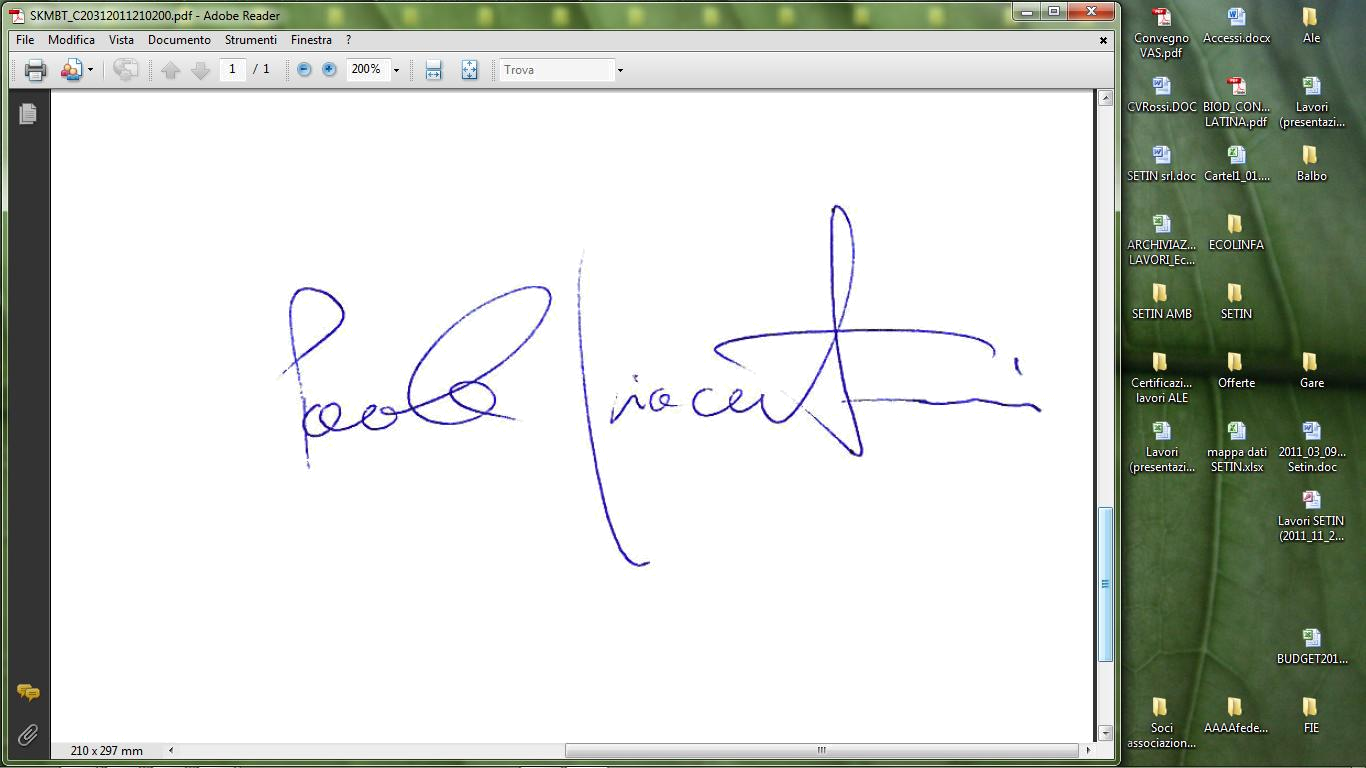 SKMBT_C20312011210200.pdf - Adobe Reader
File Modifica Vista Documento Strumenti Finestra ?
1 / 1 200% Trova
Paolo
210 x 297 mm
Convegno VAS.pdf
Accessi.docx
Ale
CVRossi.DOC
BIOD_CON... LATINA.pdf
Lavori (presentazi...
SETIN srl.doc
Cartel1_01....
Balbo
ARCHIVIAZ... LAVORI_Ec...
ECOLINFA
SETIN AMB
SETIN
Certificazi... lavori ALE
Offerte
Gare
Lavori (presentazi...
mappa dati SETIN.xlsx
2011_03_09... Setin.doc
Lavori SETIN (2011_11_2...
BUDGET201...
Soci associazion...
AAAAfede...
FIE